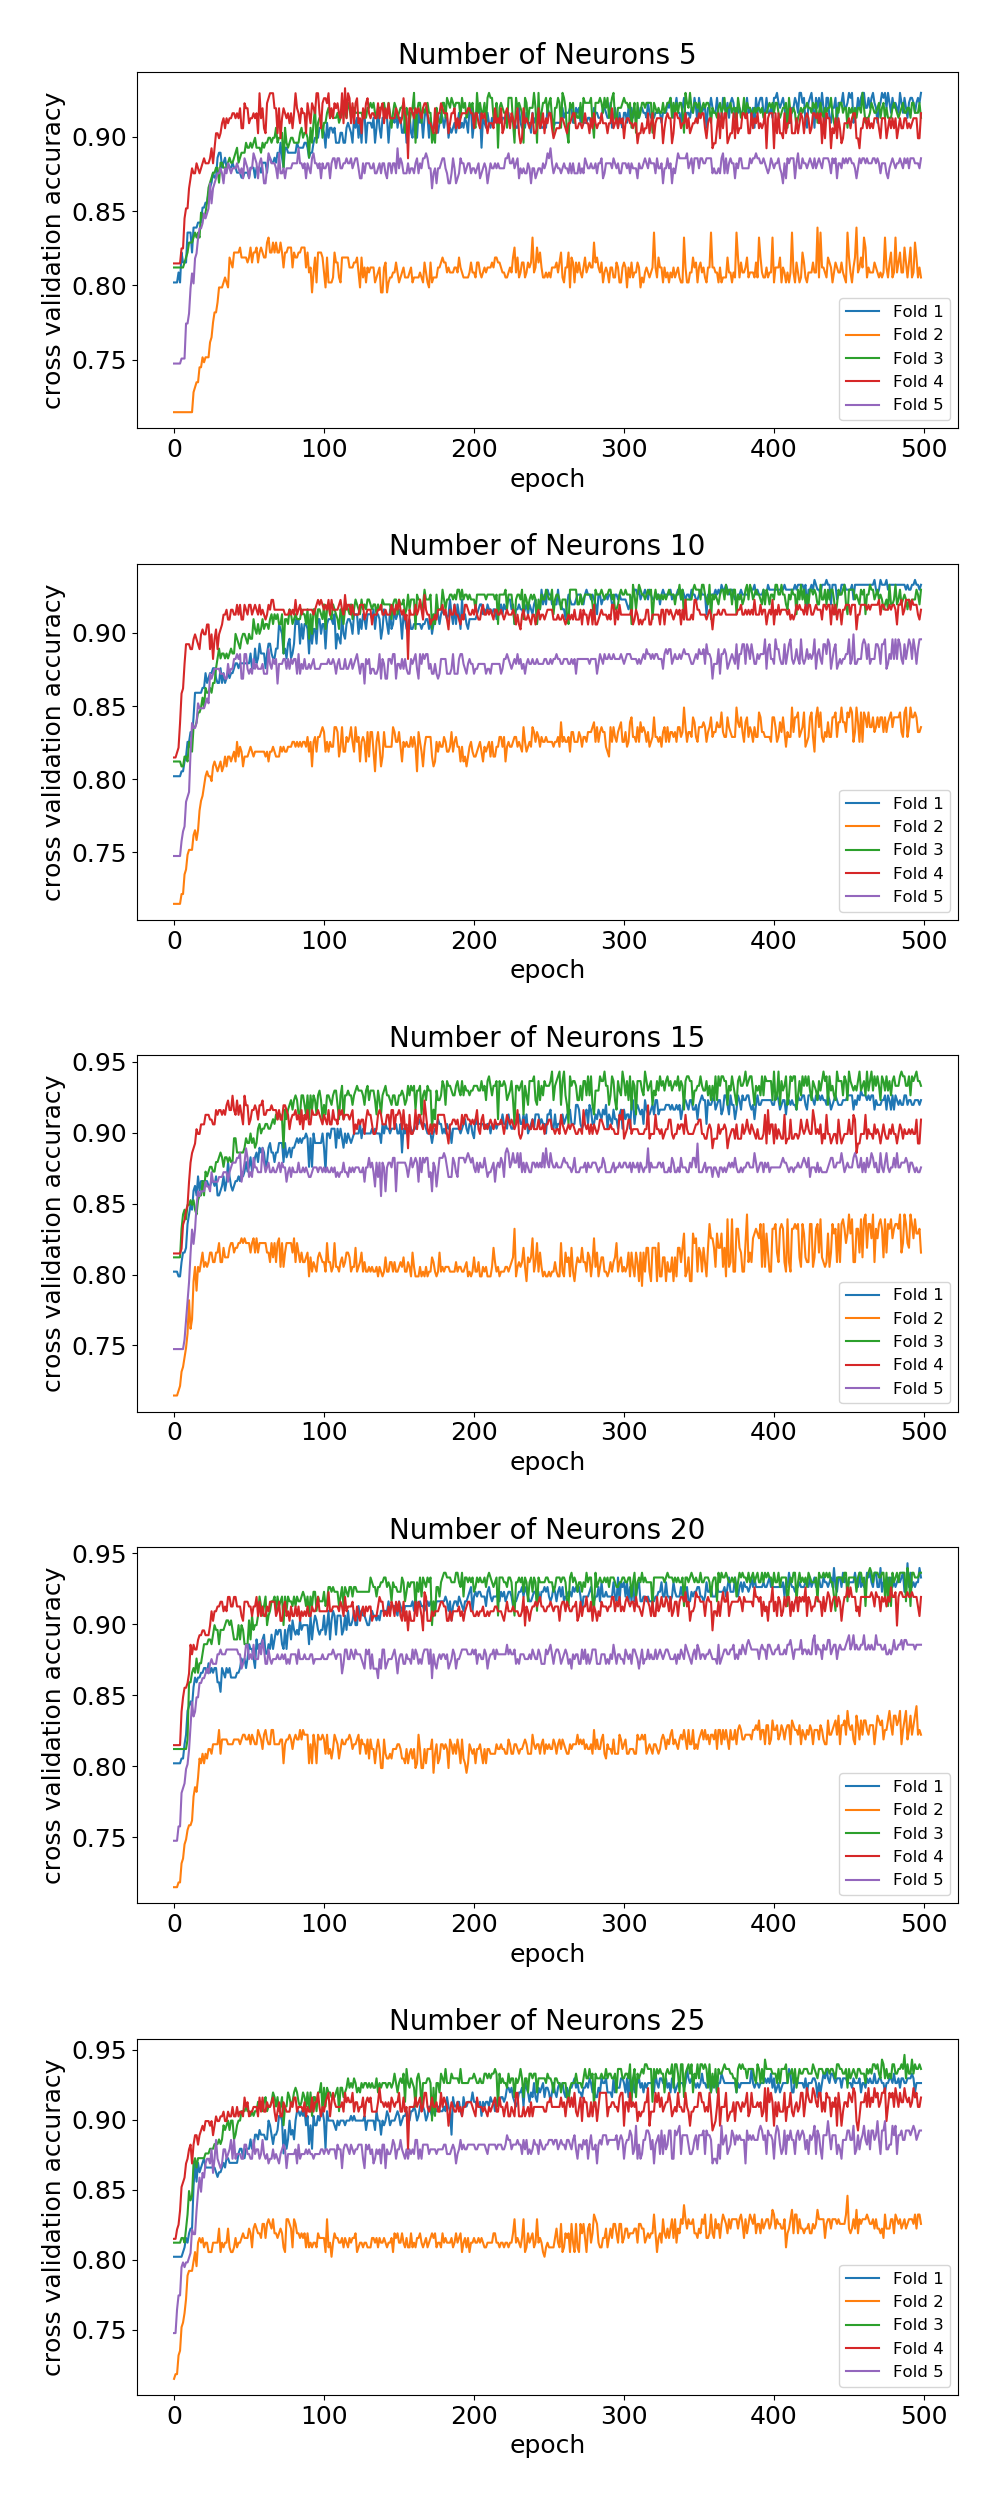 Number of Neurons 5
cross validation accuracy
0.90
0.85
0.80
0.75
Fold 1
Fold 2
Fold 3
Fold 4
Fold 5
0 100 200 300 400 500
epoch
Number of Neurons 10
cross validation accuracy
0.90
0.85
0.80
0.75
Fold 1
Fold 2
Fold 3
Fold 4
Fold 5
0 100 200 300 400 500
epoch
Number of Neurons 15
cross validation accuracy
0.95
0.90
0.85
0.80
0.75
Fold 1
Fold 2
Fold 3
Fold 4
Fold 5
0 100 200 300 400 500
epoch
Number of Neurons 20
cross validation accuracy
0.95
0.90
0.85
0.80
0.75
Fold 1
Fold 2
Fold 3
Fold 4
Fold 5
0 100 200 300 400 500
epoch
Number of Neurons 25
cross validation accuracy
0.95
0.90
0.85
0.80
0.75
Fold 1
Fold 2
Fold 3
Fold 4
Fold 5
0 100 200 300 400 500
epoch